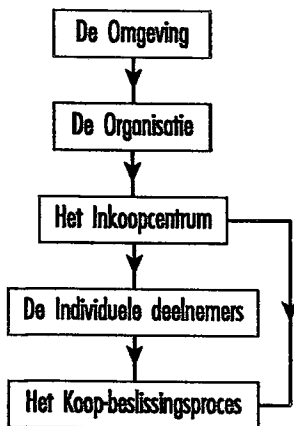 De Omgeving
De Organisatie
Het Inkoopcentrum
De Individuele deelnemers
Het Koop-beslissingsproces